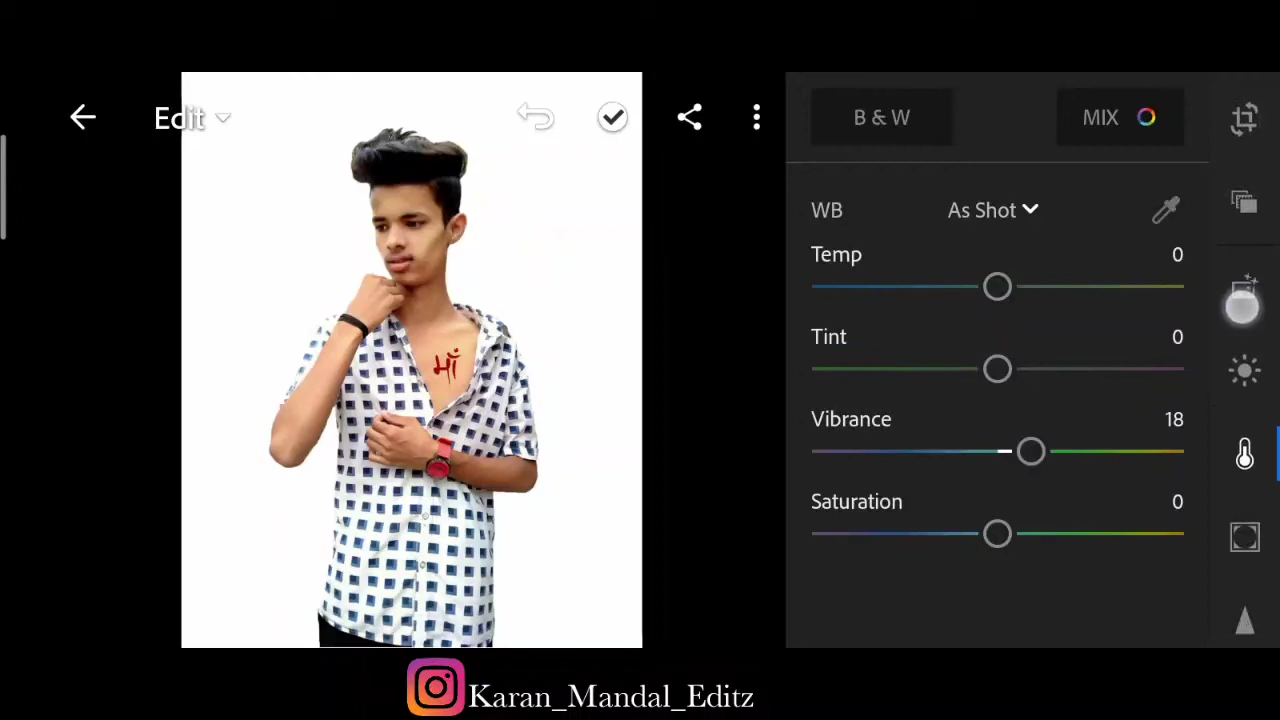 Edit
B & W
MIX
WB
As Shot
Temp
0
Tint
0
Vibrance
18
Saturation
0
माँ
Karan_Mandal_Editz